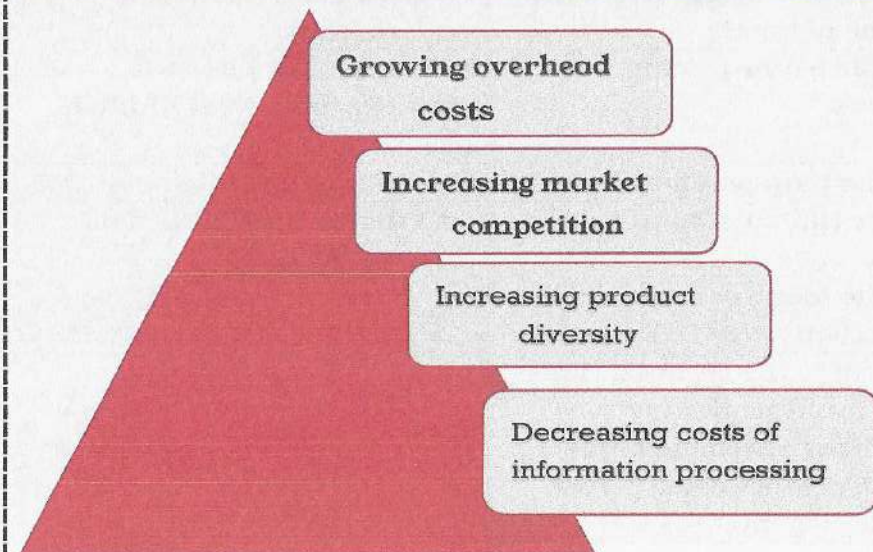 Growing overhead
costs
Increasing market
competition
Increasing product
diversity
Decreasing costs of
information processing